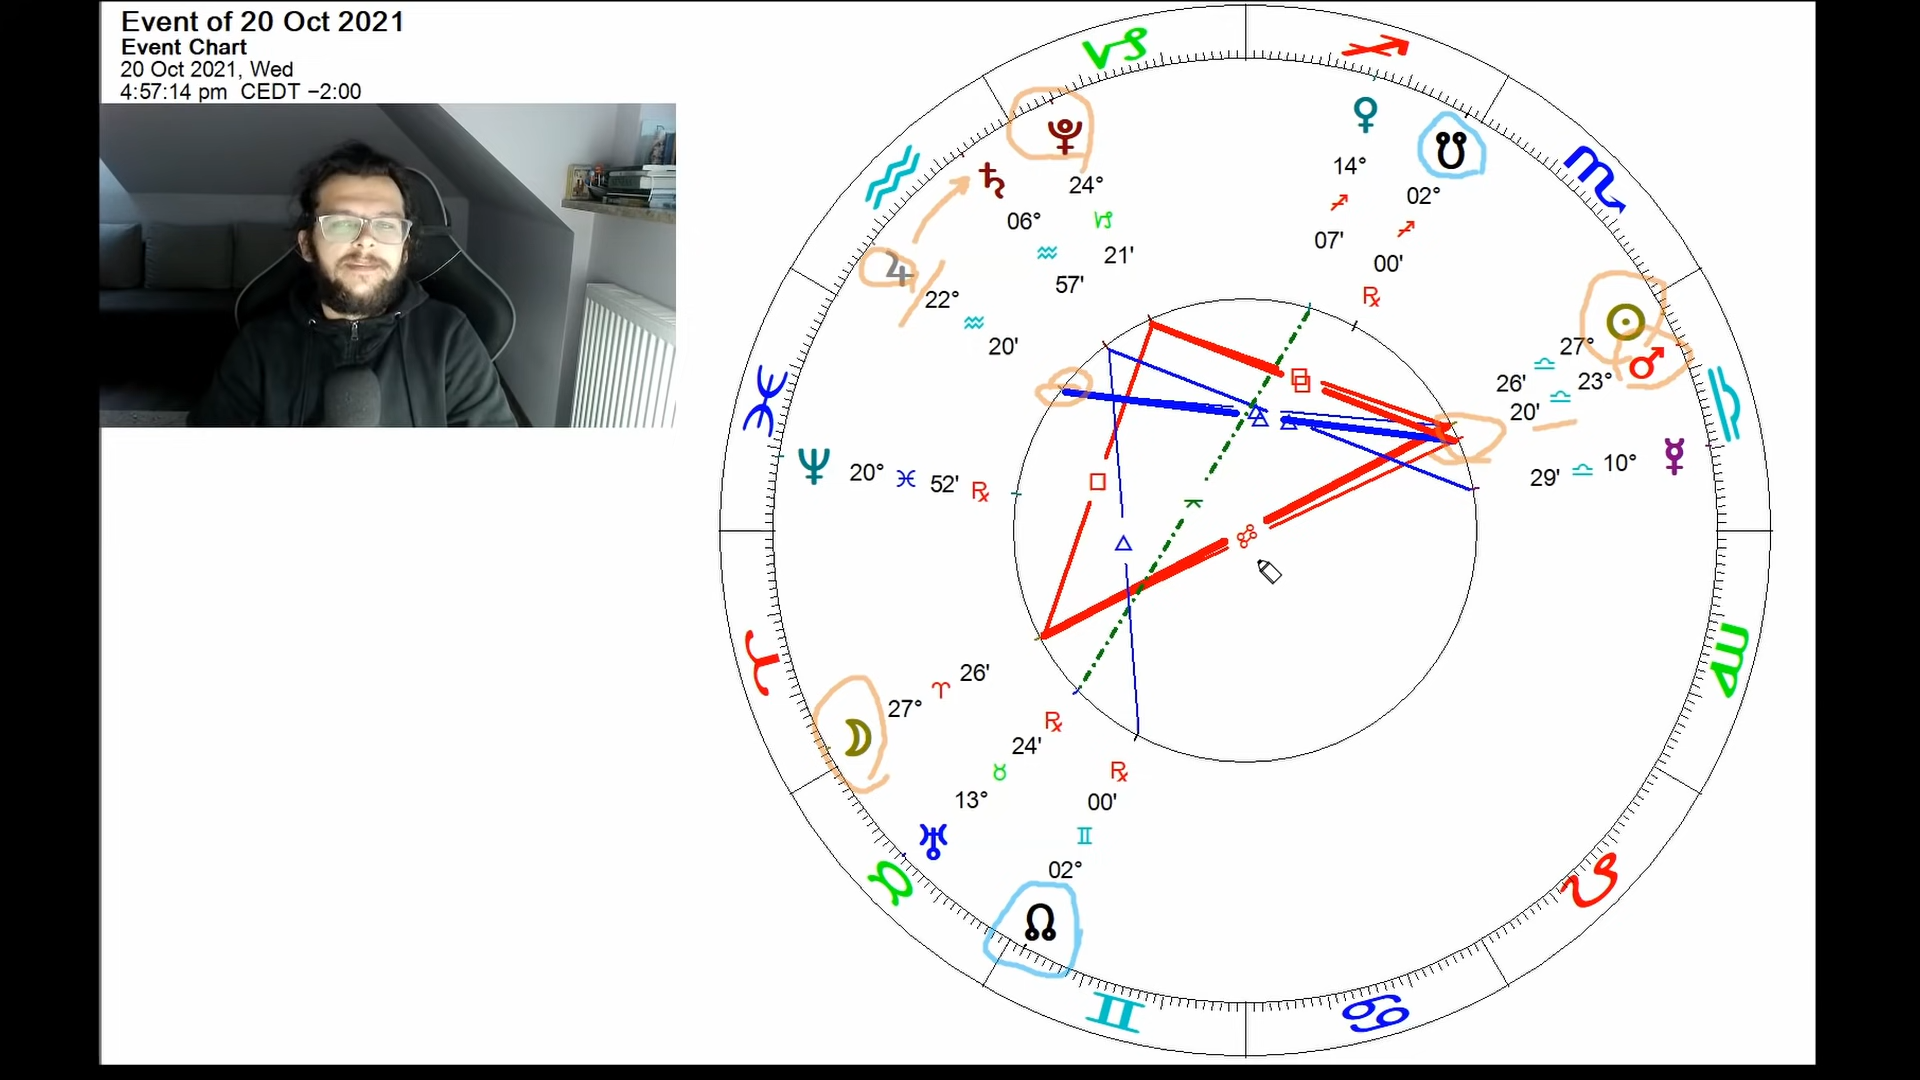 Event of 20 Oct 2021
Event Chart
20 Oct 2021, Wed
4:57:14 pm CEDT −2:00
♑
♐
♏
♎
♍
♋
♊
♉
♈
♓
♒
♇ 24° ♑ 21'
♄ 06° ♒ 57'
♃ 22° ♒ 20'
♀ 14° ♐ 07'
☋ 02° ♐ 00' ℞
☉ 27° ♎ 26'
♂ 23° ♎ 20'
☿ 10° ♎ 29'
♆ 20° ♓ 52' ℞
☽ 27° ♈ 26'
♅ 13° ♉ 24' ℞
☊ 02° ♊ 00' ℞